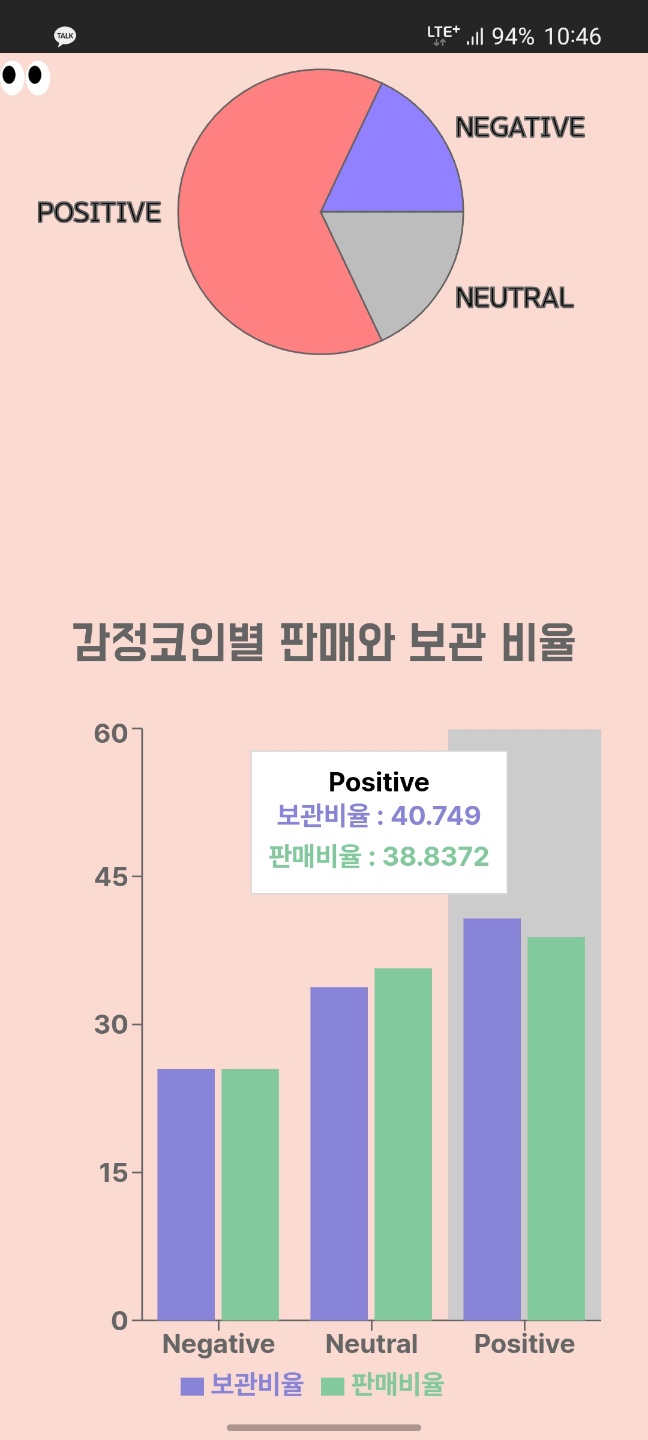 TALK LTE+ 94% 10:46
NEGATIVE
POSITIVE
NEUTRAL
감정코인별 판매와 보관 비율
60
Positive
보관비율 : 40.749
판매비율 : 38.8372
45
30
15
0
Negative Neutral Positive
보관비율 판매비율